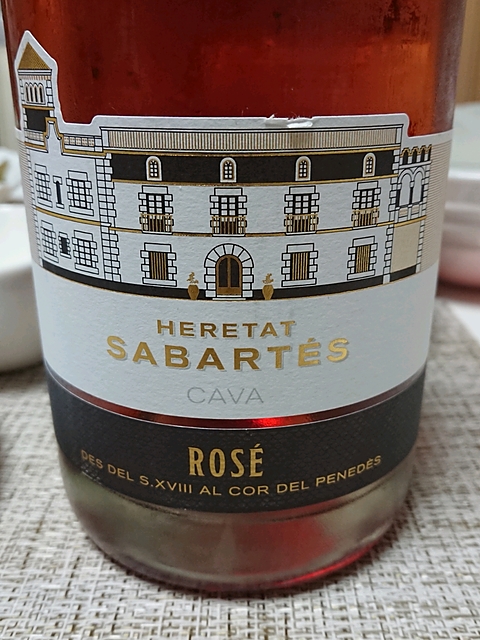 HERETAT
SABARTÉS
CAVA
ROSÉ
DES DEL S.XVIII AL COR DEL PENEDÈS